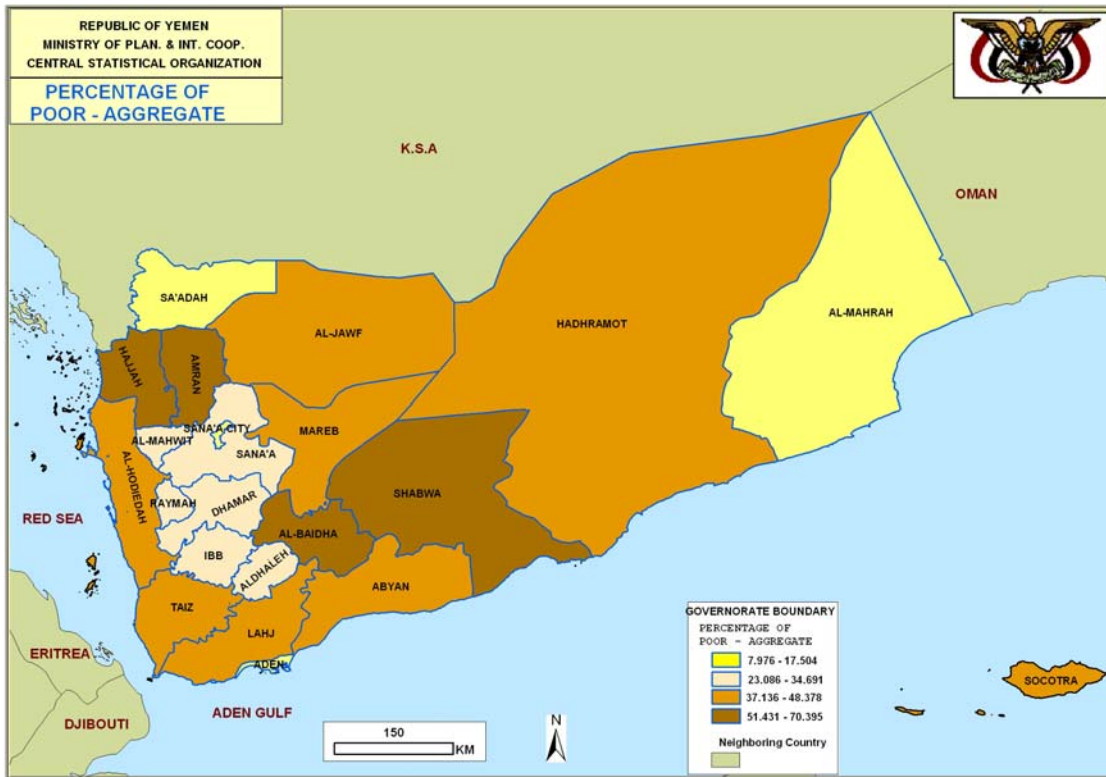 REPUBLIC OF YEMEN
MINISTRY OF PLAN. & INT. COOP.
CENTRAL STATISTICAL ORGANIZATION
PERCENTAGE OF
POOR - AGGREGATE
K.S.A
OMAN
SA'ADAH
AL-JAWF
HADHRAMOT
AL-MAHRAH
HAJJAH
AMRAN
MAREB
SANA'A CITY
AL-MAHWIT
SANA'A
AL-HODIEDAH
RAYMAH
DHAMAR
SHABWA
RED SEA
AL-BAIDHA
IBB
ALDHALEH
ABYAN
TAIZ
LAHJ
ADEN
ERITREA
DJIBOUTI
ADEN GULF
SOCOTRA
150
KM
N
GOVERNORATE BOUNDARY
PERCENTAGE OF
POOR - AGGREGATE
7.976 - 17.504
23.086 - 34.691
37.136 - 48.378
51.431 - 70.395
Neighboring Country